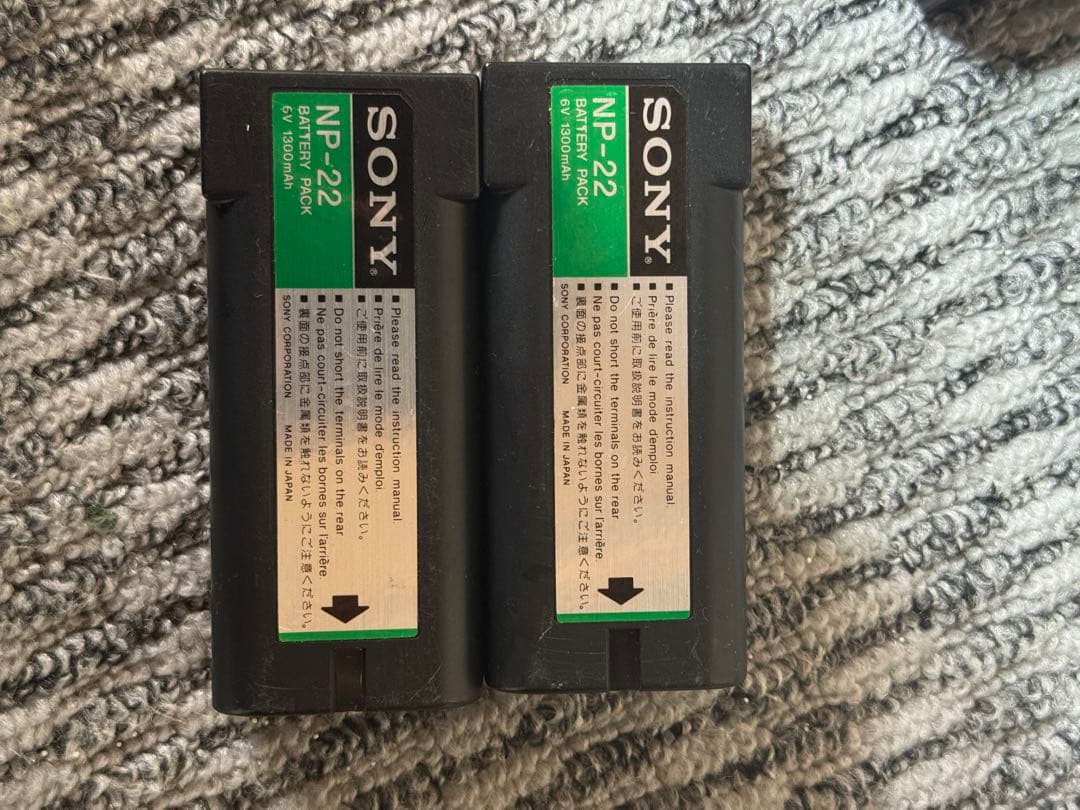 SONY®
NP-22
BATTERY PACK
6V 1300mAh
■ Please read the instruction manual.
■ Prière de lire le mode d'emploi.
■ ご使用前に取扱説明書をお読みください。
■ Do not short the terminals on the rear
■ Ne pas court-circuiter les bornes sur l'arrière.
■ 裏面の接点部に金属類を触れないようにご注意ください。
SONY CORPORATION MADE IN JAPAN
SONY®
NP-22
BATTERY PACK
6V 1300mAh
■ Please read the instruction manual.
■ Prière de lire le mode d'emploi.
■ ご使用前に取扱説明書をお読みください。
■ Do not short the terminals on the rear
■ Ne pas court-circuiter les bornes sur l'arrière.
■ 裏面の接点部に金属類を触れないようにご注意ください。
SONY CORPORATION MADE IN JAPAN